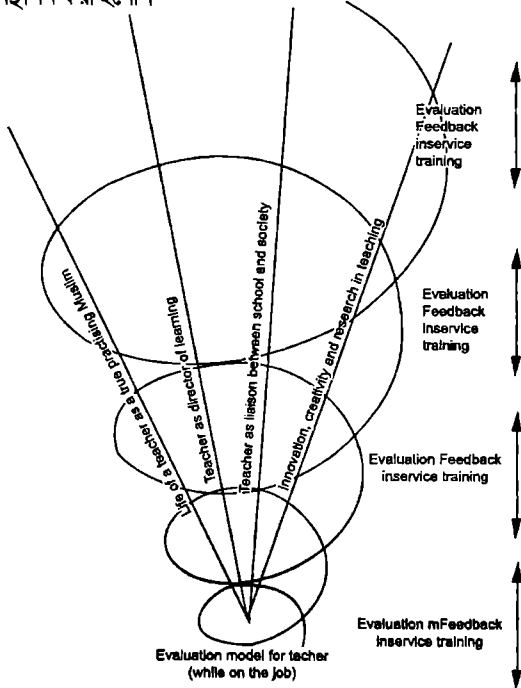 Evaluation
Feedback
inservice
training
Evaluation
Feedback
Inservice
training
Evaluation Feedback
inservice training
Evaluation mFeedback
inservice training
Life of a teacher as a true practising Muslim
Teacher as director of learning
Teacher as liaison between school and society
Innovation, creativity and research in teaching
Evaluation model for tacher
(while on the job)